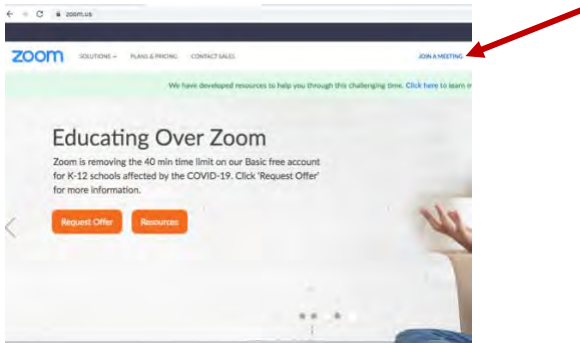 zoom.us
zoom SOLUTIONS PLANS & PRICING CONTACT SALES JOIN A MEETING
We have developed resources to help you through this challenging time. Click here to learn
Educating Over Zoom
Zoom is removing the 40 min time limit on our Basic free account
for K-12 schools affected by the COVID-19. Click 'Request Offer'
for more information.
Request Offer Resources